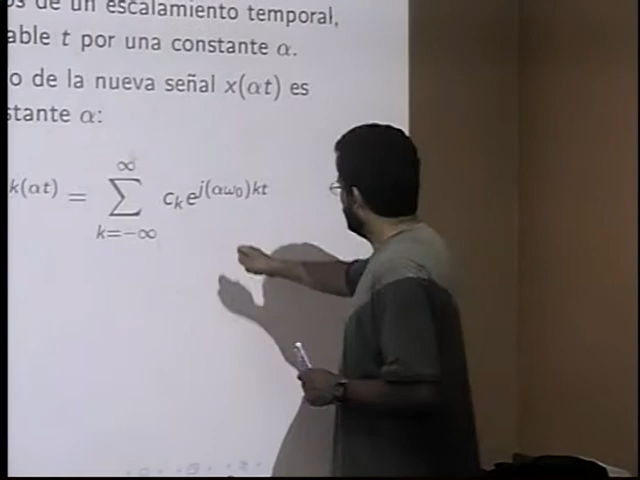 de un escalamiento temporal,
able t por una constante α.
o de la nueva señal x(αt) es
stante α:
k(αt) = ∑_{k=−∞}^{∞} c_k e^{j(αω₀)kt}